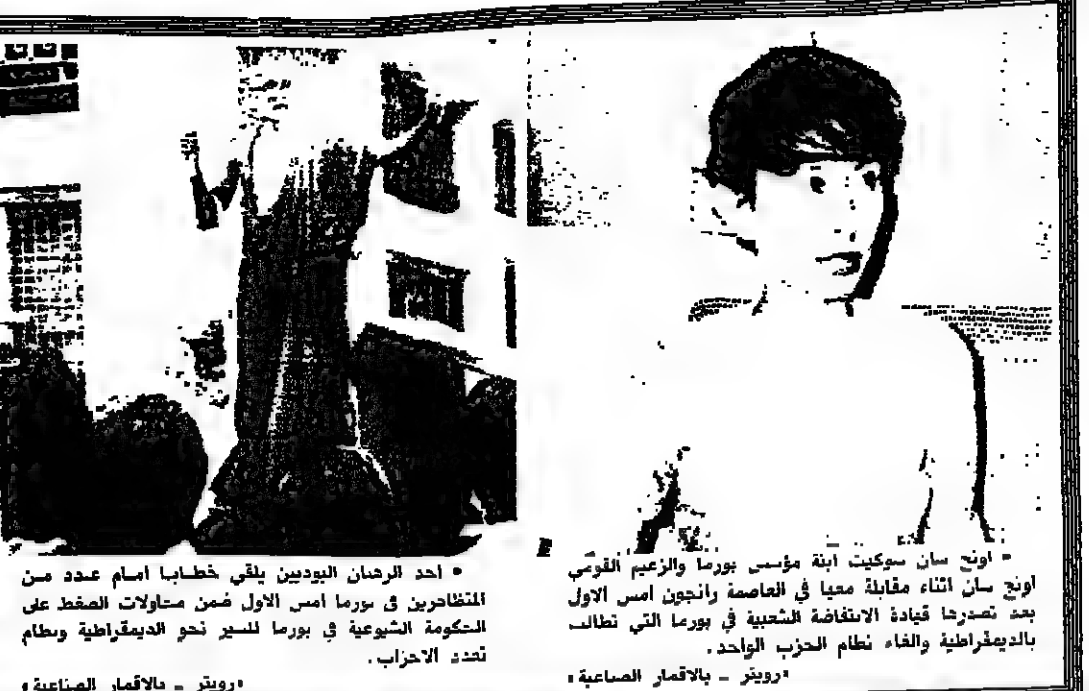 • اونج سان سوكيت ابنة مؤسس بورما والزعيم القومي
اونج سان اثناء مقابلة معها في العاصمة رانجون امس الاول
بعد تصدرها قيادة الانتفاضة الشعبية في بورما التي تطالب
بالديمقراطية والغاء نظام الحزب الواحد .
«رويتر ـ بالاقمار الصناعية»
• احد الرهبان البوذيين يلقي خطابا امام عدد من
المتظاهرين في بورما امس الاول ضمن محاولات الضغط على
الحكومة الشيوعية في بورما للسير نحو الديمقراطية ونظام
تعدد الاحزاب .
«رويتر ـ بالاقمار الصناعية»